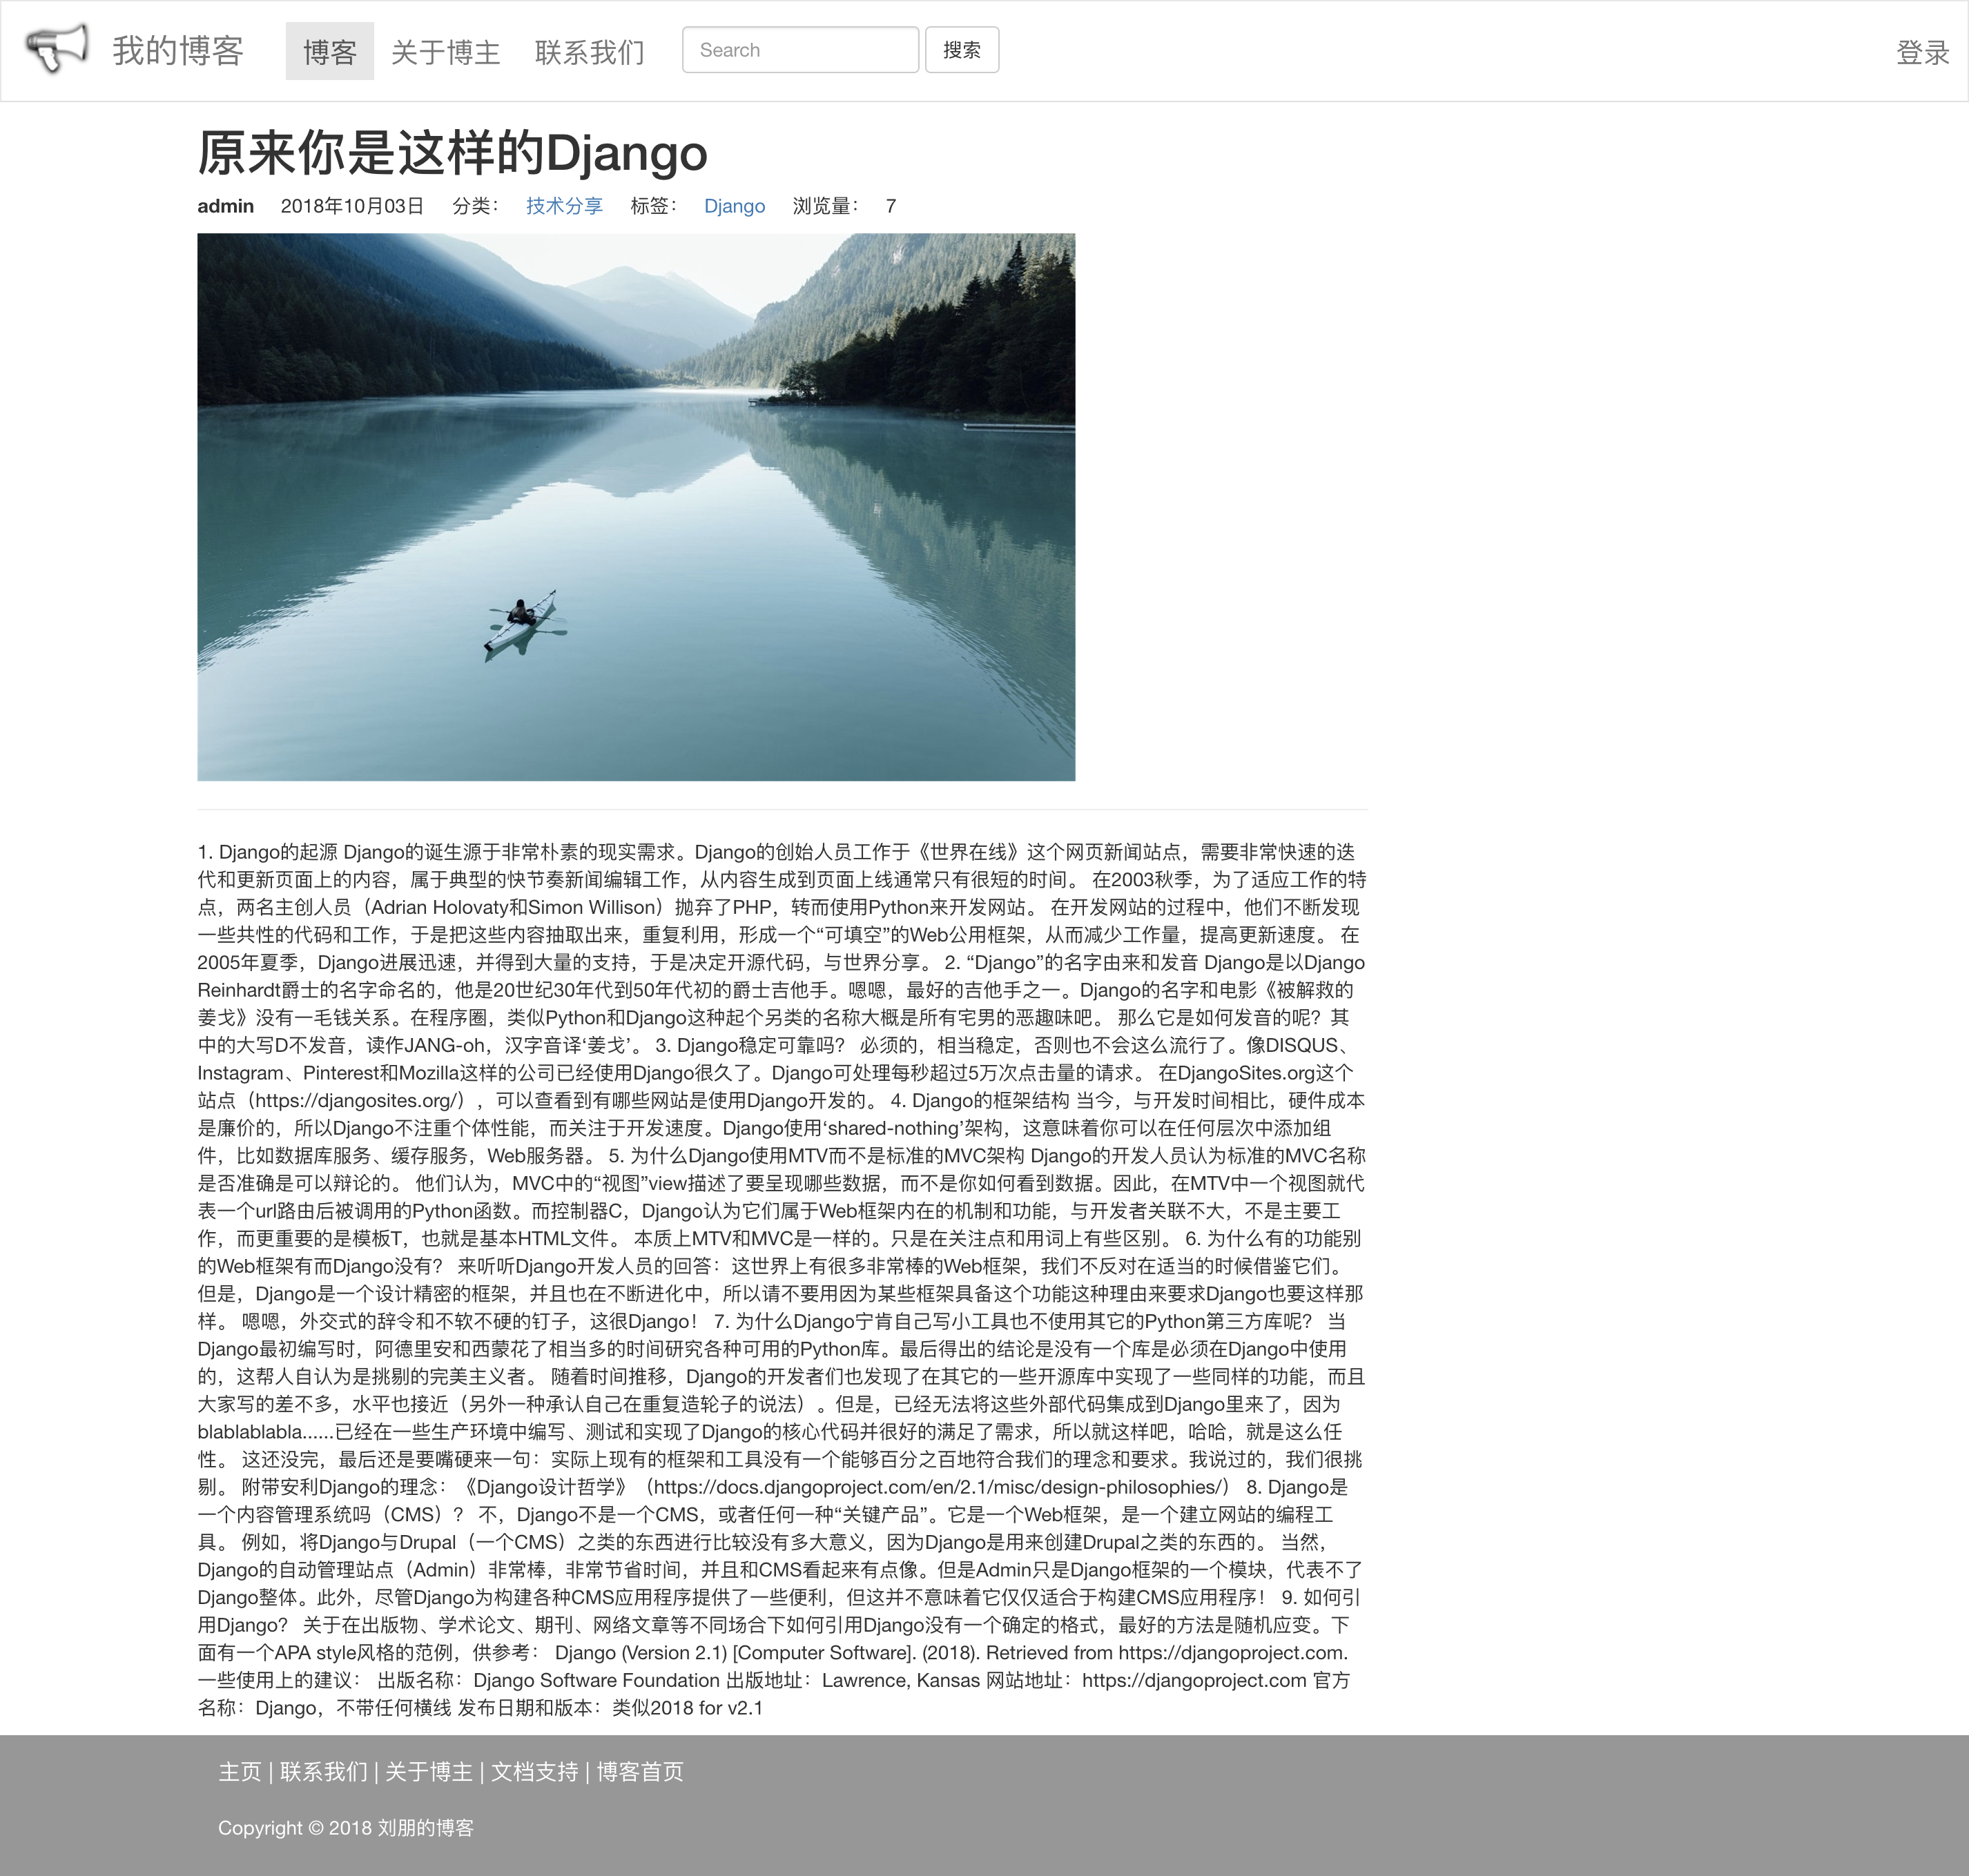 我的博客
博客
关于博主
联系我们
Search
搜索
登录
原来你是这样的Django
admin 2018年10月03日 分类： 技术分享 标签： Django 浏览量： 7
1. Django的起源 Django的诞生源于非常朴素的现实需求。Django的创始人员工作于《世界在线》这个网页新闻站点，需要非常快速的迭
代和更新页面上的内容，属于典型的快节奏新闻编辑工作，从内容生成到页面上线通常只有很短的时间。 在2003秋季，为了适应工作的特
点，两名主创人员（Adrian Holovaty和Simon Willison）抛弃了PHP，转而使用Python来开发网站。 在开发网站的过程中，他们不断发现
一些共性的代码和工作，于是把这些内容抽取出来，重复利用，形成一个“可填空”的Web公用框架，从而减少工作量，提高更新速度。 在
2005年夏季，Django进展迅速，并得到大量的支持，于是决定开源代码，与世界分享。 2. “Django”的名字由来和发音 Django是以Django
Reinhardt爵士的名字命名的，他是20世纪30年代到50年代初的爵士吉他手。嗯嗯，最好的吉他手之一。Django的名字和电影《被解救的
姜戈》没有一毛钱关系。在程序圈，类似Python和Django这种起个另类的名称大概是所有宅男的恶趣味吧。 那么它是如何发音的呢？其
中的大写D不发音，读作JANG-oh，汉字音译‘姜戈’。 3. Django稳定可靠吗？ 必须的，相当稳定，否则也不会这么流行了。像DISQUS、
Instagram、Pinterest和Mozilla这样的公司已经使用Django很久了。Django可处理每秒超过5万次点击量的请求。 在DjangoSites.org这个
站点（https://djangosites.org/），可以查看到有哪些网站是使用Django开发的。 4. Django的框架结构 当今，与开发时间相比，硬件成本
是廉价的，所以Django不注重个体性能，而关注于开发速度。Django使用‘shared-nothing’架构，这意味着你可以在任何层次中添加组
件，比如数据库服务、缓存服务，Web服务器。 5. 为什么Django使用MTV而不是标准的MVC架构 Django的开发人员认为标准的MVC名称
是否准确是可以辩论的。 他们认为，MVC中的“视图”view描述了要呈现哪些数据，而不是你如何看到数据。因此，在MTV中一个视图就代
表一个url路由后被调用的Python函数。而控制器C，Django认为它们属于Web框架内在的机制和功能，与开发者关联不大，不是主要工
作，而更重要的是模板T，也就是基本HTML文件。 本质上MTV和MVC是一样的。只是在关注点和用词上有些区别。 6. 为什么有的功能别
的Web框架有而Django没有？ 来听听Django开发人员的回答：这世界上有很多非常棒的Web框架，我们不反对在适当的时候借鉴它们。
但是，Django是一个设计精密的框架，并且也在不断进化中，所以请不要用因为某些框架具备这个功能这种理由来要求Django也要这样那
样。 嗯嗯，外交式的辞令和不软不硬的钉子，这很Django！ 7. 为什么Django宁肯自己写小工具也不使用其它的Python第三方库呢？ 当
Django最初编写时，阿德里安和西蒙花了相当多的时间研究各种可用的Python库。最后得出的结论是没有一个库是必须在Django中使用
的，这帮人自认为是挑剔的完美主义者。 随着时间推移，Django的开发者们也发现了在其它的一些开源库中实现了一些同样的功能，而且
大家写的差不多，水平也接近（另外一种承认自己在重复造轮子的说法）。但是，已经无法将这些外部代码集成到Django里来了，因为
blablablabla......已经在一些生产环境中编写、测试和实现了Django的核心代码并很好的满足了需求，所以就这样吧，哈哈，就是这么任
性。 这还没完，最后还是要嘴硬来一句：实际上现有的框架和工具没有一个能够百分之百地符合我们的理念和要求。我说过的，我们很挑
剔。 附带安利Django的理念：《Django设计哲学》（https://docs.djangoproject.com/en/2.1/misc/design-philosophies/） 8. Django是
一个内容管理系统吗（CMS）？ 不，Django不是一个CMS，或者任何一种“关键产品”。它是一个Web框架，是一个建立网站的编程工
具。 例如，将Django与Drupal（一个CMS）之类的东西进行比较没有多大意义，因为Django是用来创建Drupal之类的东西的。 当然，
Django的自动管理站点（Admin）非常棒，非常节省时间，并且和CMS看起来有点像。但是Admin只是Django框架的一个模块，代表不了
Django整体。此外，尽管Django为构建各种CMS应用程序提供了一些便利，但这并不意味着它仅仅适合于构建CMS应用程序！ 9. 如何引
用Django？ 关于在出版物、学术论文、期刊、网络文章等不同场合下如何引用Django没有一个确定的格式，最好的方法是随机应变。下
面有一个APA style风格的范例，供参考： Django (Version 2.1) [Computer Software]. (2018). Retrieved from https://djangoproject.com.
一些使用上的建议： 出版名称：Django Software Foundation 出版地址：Lawrence, Kansas 网站地址：https://djangoproject.com 官方
名称：Django，不带任何横线 发布日期和版本：类似2018 for v2.1
主页 | 联系我们 | 关于博主 | 文档支持 | 博客首页
Copyright © 2018 刘朋的博客